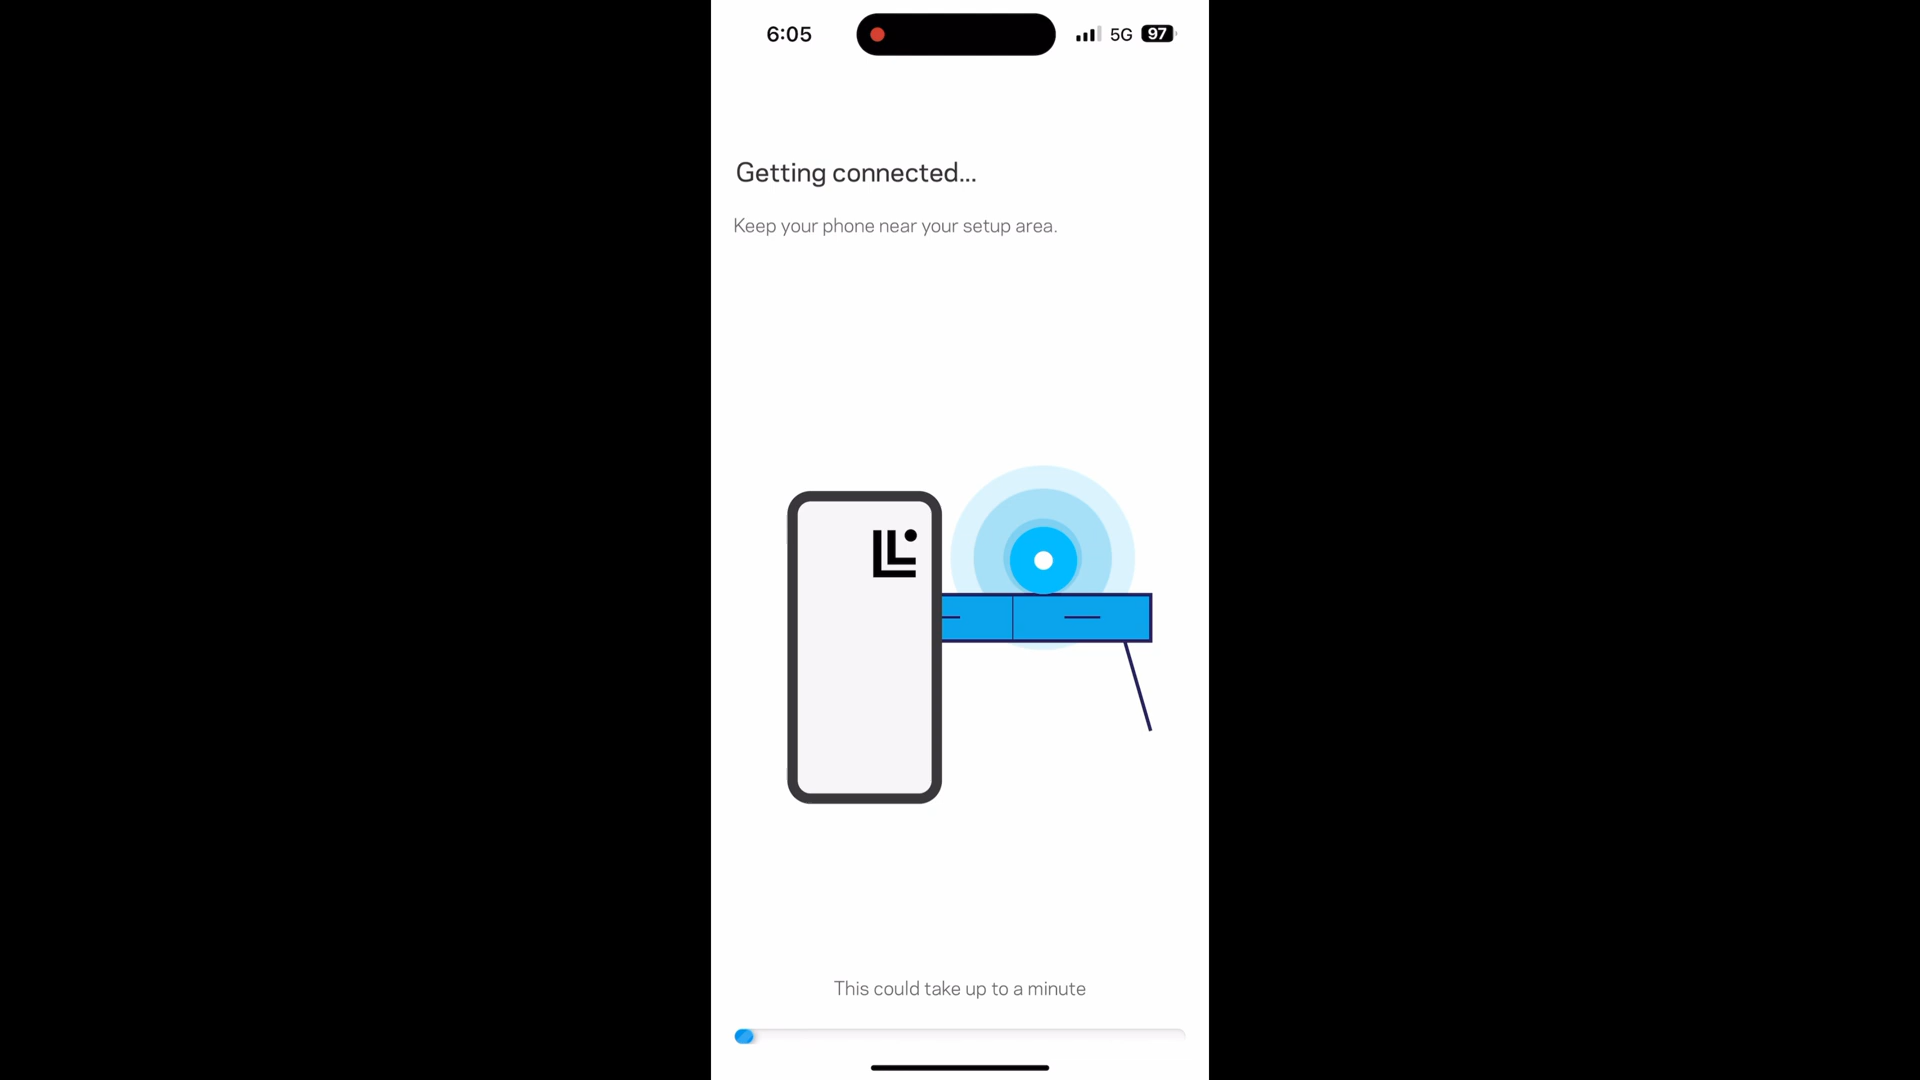 6:05
5G
97
Getting connected...
Keep your phone near your setup area.
This could take up to a minute